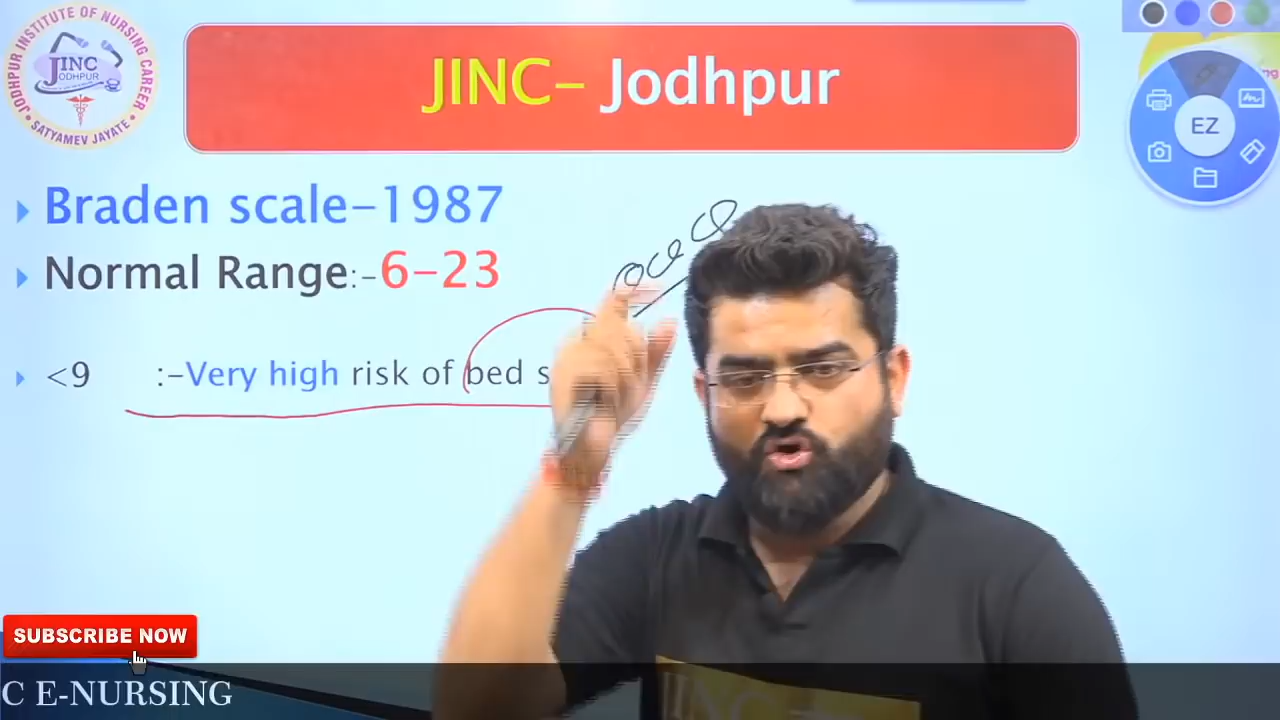 JODHPUR INSTITUTE OF NURSING CAREER
JINC
JODHPUR
SATYAMEV JAYATE
JINC- Jodhpur
EZ
Braden scale-1987
Normal Range:-6-23
<9 :-Very high risk of bed s
SUBSCRIBE NOW
C E-NURSING
JINC